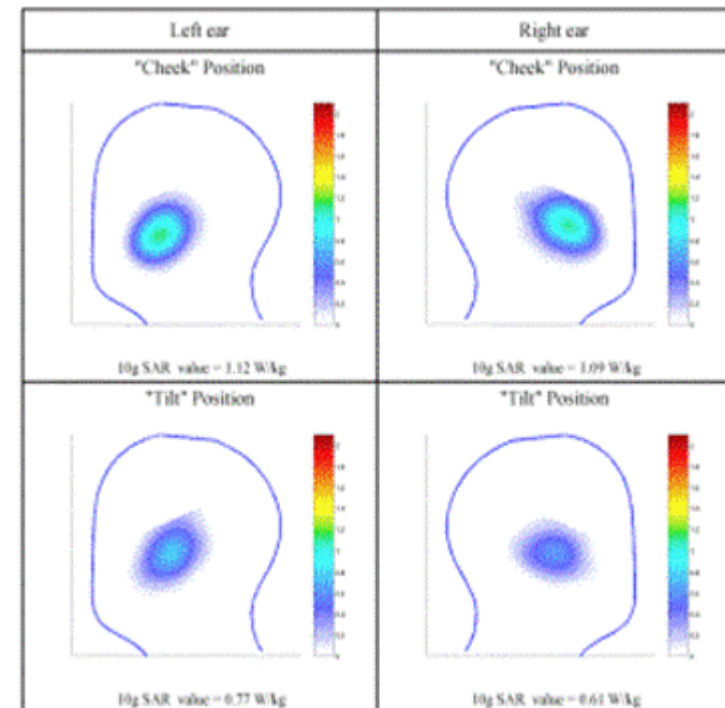 Left ear
Right ear
"Cheek" Position
"Cheek" Position
10g SAR value = 1.12 W/kg
10g SAR value = 1.09 W/kg
"Tilt" Position
"Tilt" Position
10g SAR value = 0.77 W/kg
10g SAR value = 0.61 W/kg